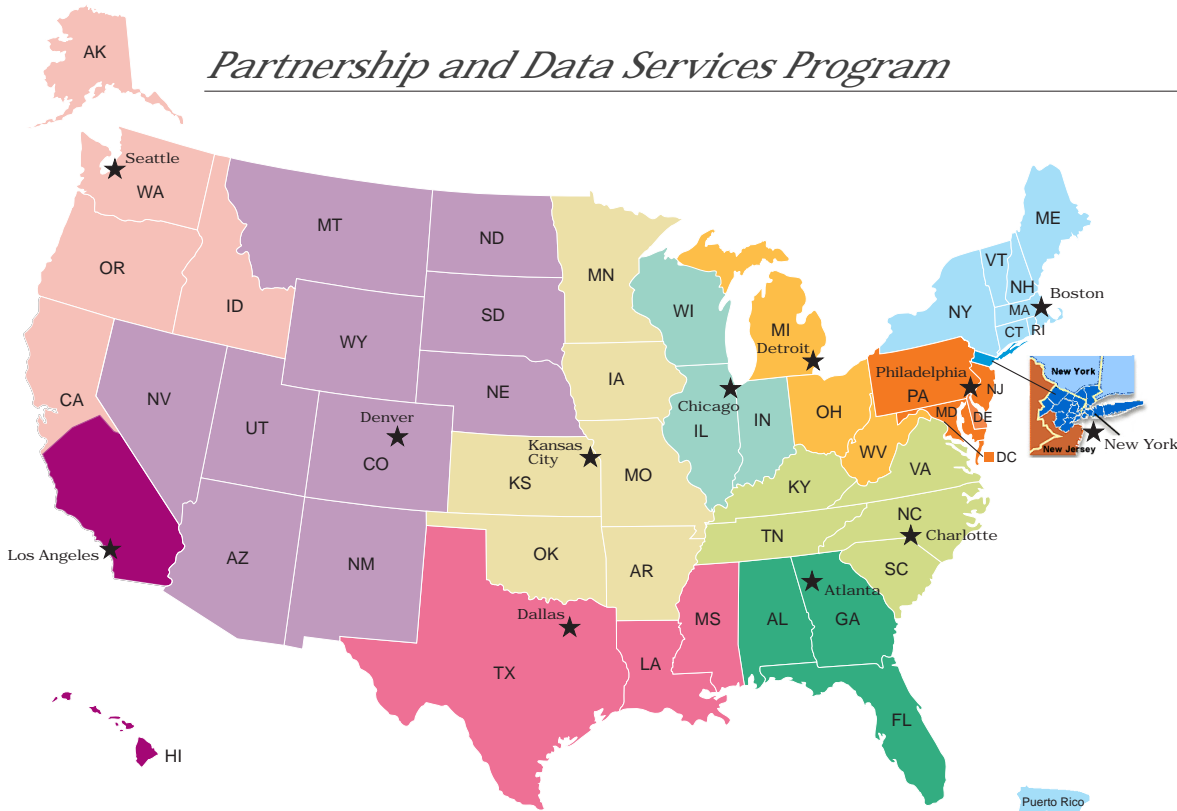 AK
Partnership and Data Services Program
Seattle
WA
MT
ND
ME
OR
MN
VT
ID
SD
WI
NH
Boston
NY
MA
MI
CT
RI
WY
Detroit
IA
NE
Philadelphia
NJ
New York
CA
NV
PA
Chicago
OH
MD
DE
UT
Denver
IL
IN
Kansas
City
New York
CO
WV
New Jersey
DC
VA
KS
MO
KY
NC
TN
Charlotte
Los Angeles
AZ
NM
OK
AR
SC
Atlanta
Dallas
MS
AL
GA
TX
LA
FL
HI
Puerto Rico